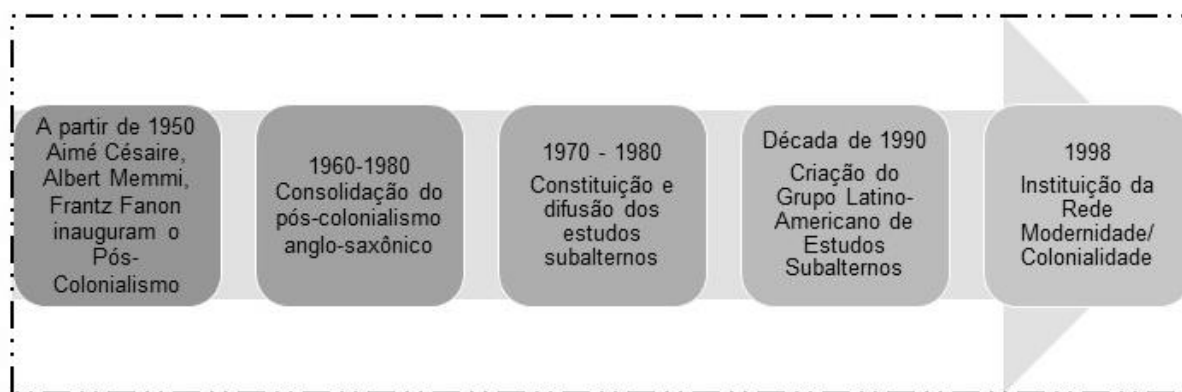 A partir de 1950
Aimé Césaire,
Albert Memmi,
Frantz Fanon
inauguram o
Pós-
Colonialismo
1960-1980
Consolidação do
pós-colonialismo
anglo-saxônico
1970 - 1980
Constituição e
difusão dos
estudos
subalternos
Década de 1990
Criação do
Grupo Latino-
Americano de
Estudos
Subalternos
1998
Instituição da
Rede
Modernidade/
Colonialidade